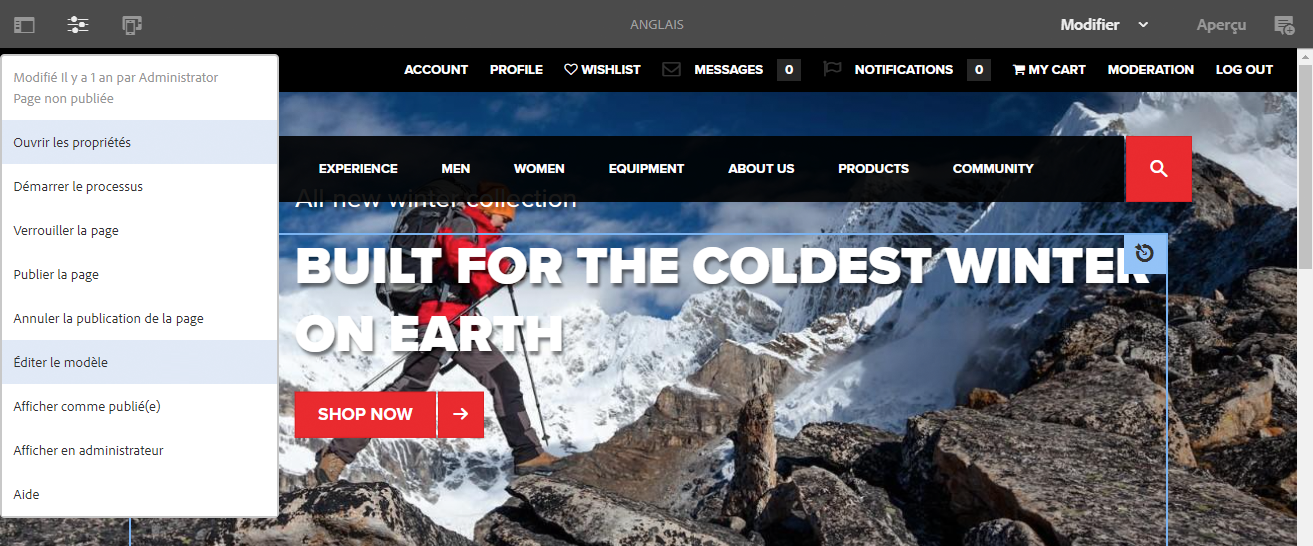 ANGLAIS
Modifier
Aperçu
Modifié Il y a 1 an par Administrator
Page non publiée
Ouvrir les propriétés
Démarrer le processus
Verrouiller la page
Publier la page
Annuler la publication de la page
Éditer le modèle
Afficher comme publié(e)
Afficher en administrateur
Aide
ACCOUNT PROFILE WISHLIST MESSAGES 0 NOTIFICATIONS 0 MY CART MODERATION LOG OUT
EXPERIENCE MEN WOMEN EQUIPMENT ABOUT US PRODUCTS COMMUNITY
All new winter collection
BUILT FOR THE COLDEST WINTER
ON EARTH
SHOP NOW